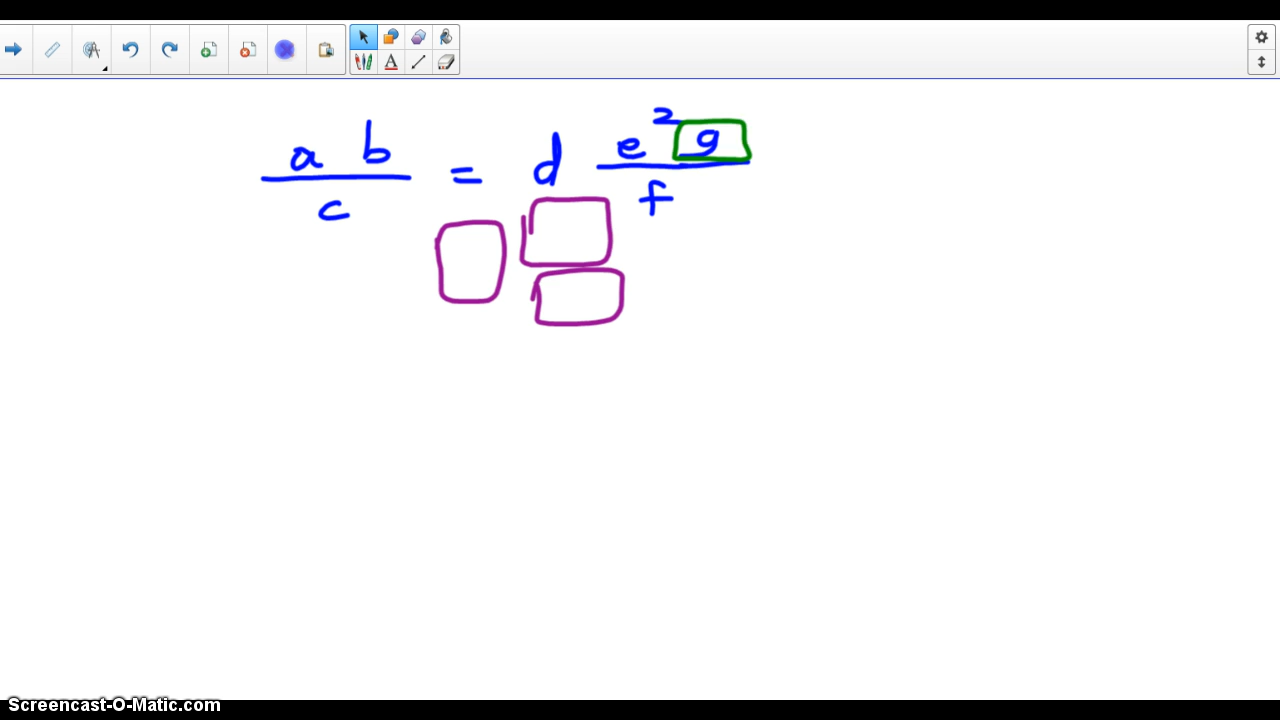 a b / c = d e² g / f
A
Screencast-O-Matic.com